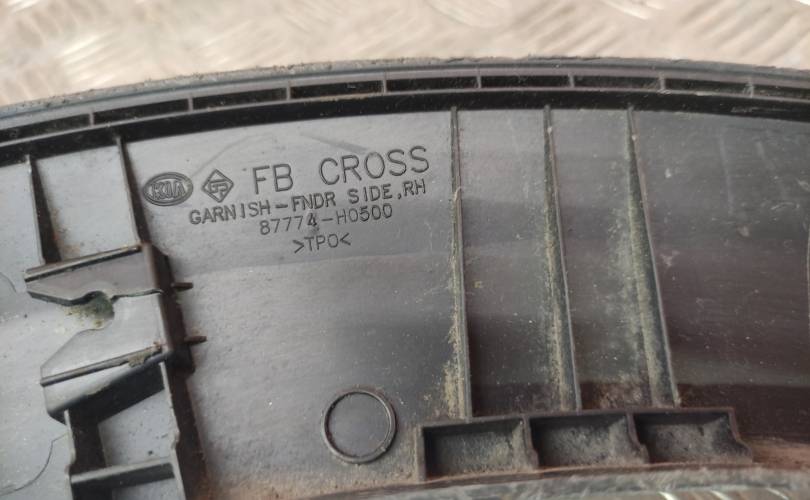 KIA FB CROSS
GARNISH-FNDR SIDE,RH
87774-H0500
>TPO<